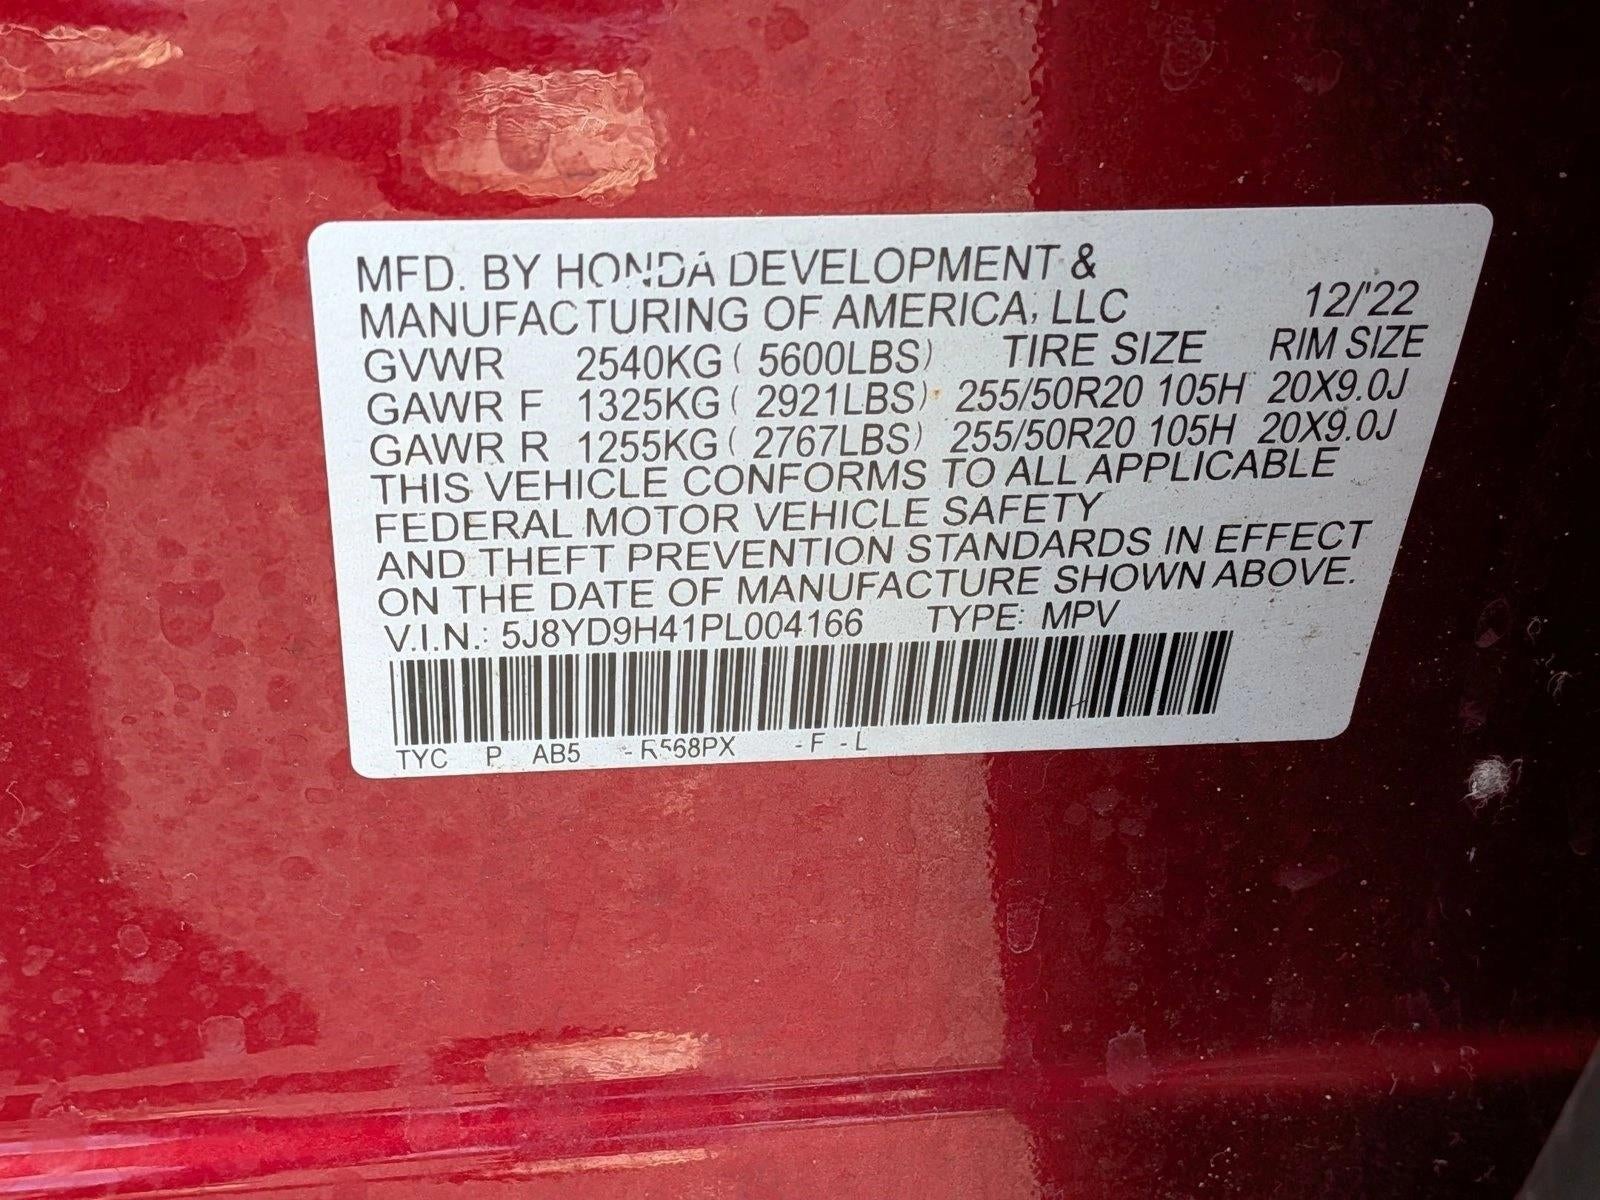 MFD. BY HONDA DEVELOPMENT &
MANUFACTURING OF AMERICA, LLC 12/'22
GVWR 2540KG ( 5600LBS) TIRE SIZE RIM SIZE
GAWR F 1325KG ( 2921LBS) 255/50R20 105H 20X9.0J
GAWR R 1255KG ( 2767LBS) 255/50R20 105H 20X9.0J
THIS VEHICLE CONFORMS TO ALL APPLICABLE
FEDERAL MOTOR VEHICLE SAFETY
AND THEFT PREVENTION STANDARDS IN EFFECT
ON THE DATE OF MANUFACTURE SHOWN ABOVE.
V.I.N.: 5J8YD9H41PL004166 TYPE: MPV
TYC P AB5 - R568PX - F - L